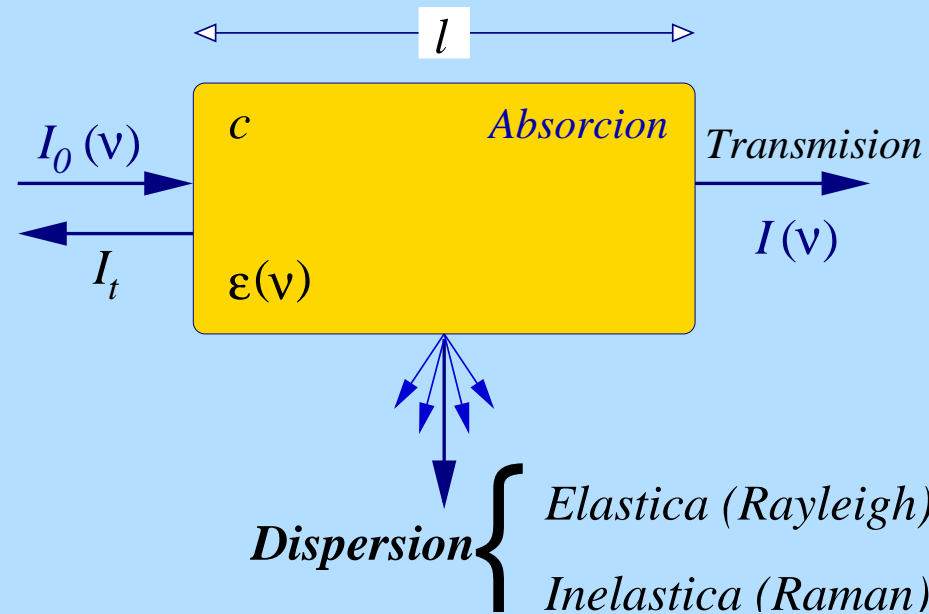 l
c
Absorcion
I₀ (ν)
Transmision
I (ν)
Iₜ
ε(ν)
Dispersion
Elastica (Rayleigh)
Inelastica (Raman)